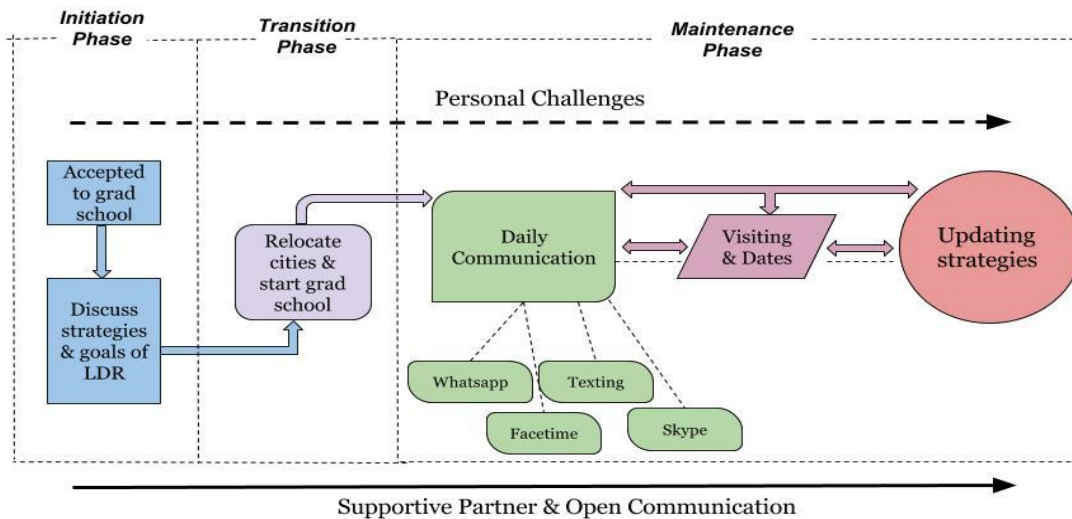 Initiation
Phase
Transition
Phase
Maintenance
Phase
Personal Challenges
Accepted
to grad
school
Discuss
strategies
& goals of
LDR
Relocate
cities &
start grad
school
Daily
Communication
Visiting
& Dates
Updating
strategies
Whatsapp
Texting
Facetime
Skype
Supportive Partner & Open Communication